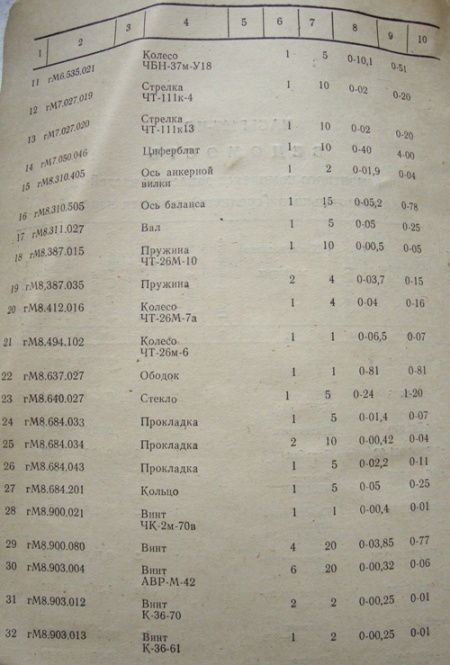 1 2 3 4 5 6 7 8 9 10
11 гМ6.535.021 Колесо 1 5 0-10,1 0-51
ЧБН-37м-У18
12 гМ7.027.019 Стрелка 1 10 0-02 0-20
ЧТ-111к-4
13 гМ7.027.020 Стрелка
ЧТ-111к13 1 10 0-02 0-20
14 гМ7.050.046 Циферблат 1 10 0-40 4-00
15 гМ8.310.405 Ось анкерной 1 2 0-01,9 0-04
вилки
16 гМ8.310.505 Ось баланса 1 15 0-05,2 0-78
17 гМ8.311.027 Вал 1 5 0-05 0-25
18 гМ8.387.015 Пружина 1 10 0-00,5 0-05
ЧТ-26М-10
19 гМ8.387.035 Пружина 2 4 0-03,7 0-15
20 гМ8.412.016 Колесо 1 4 0-04 0-16
ЧТ-26М-7а
21 гМ8.494.102 Колесо 1 1 0-06,5 0-07
ЧТ-26м-6
22 гМ8.637.027 Ободок 1 1 0-81 0-81
23 гМ8.640.027 Стекло 1 5 0-24 1-20
24 гМ8.684.033 Прокладка 1 5 0-01,4 0-07
25 гМ8.684.034 Прокладка 2 10 0-00,42 0-04
26 гМ8.684.043 Прокладка 1 5 0-02,2 0-11
27 гМ8.684.201 Кольцо 1 5 0-05 0-25
28 гМ8.900.021 Винт 1 1 0-00,4 0-01
ЧК-2м-70в
29 гМ8.900.080 Винт 4 20 0-03,85 0-77
30 гМ8.903.004 Винт 6 20 0-00,32 0-06
АВР-М-42
31 гМ8.903.012 Винт 2 2 0-00,25 0-01
К-36-70
32 гМ8.903.013 Винт 1 2 0-00,25 0-01
К-36-61